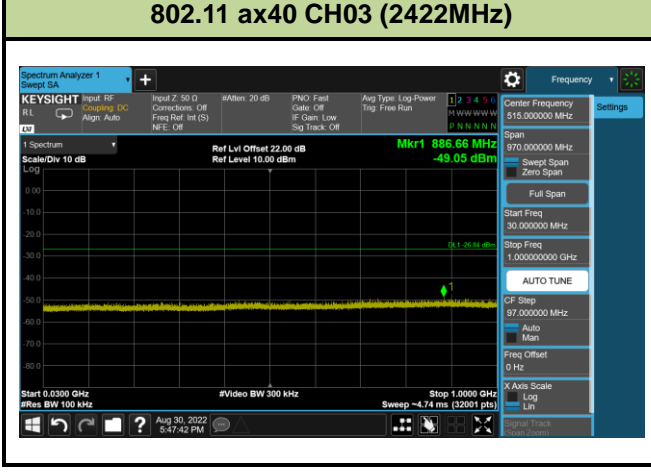 802.11 ax40 CH03 (2422MHz)
Spectrum Analyzer 1
Swept SA
Frequency
KEYSIGHT
R L
Input: RF
Coupling: DC
Align: Auto
Input Z: 50 Ω
Corrections: Off
Freq Ref: Int (S)
NFE: Off
#Atten: 20 dB
PNO: Fast
Gate: Off
IF Gain: Low
Sig Track: Off
Avg Type: Log-Power
Trig: Free Run
1 2 3 4 5 6
M W W W W W
P N N N N N
1 Spectrum
Scale/Div 10 dB
Log
Ref Lvl Offset 22.00 dB
Ref Level 10.00 dBm
Mkr1 886.66 MHz
-49.05 dBm
0.00
-10.0
-20.0
-30.0
-40.0
-50.0
-60.0
-70.0
-80.0
DL1 -26.84 dBm
1
Start 0.0300 GHz
#Res BW 100 kHz
#Video BW 300 kHz
Stop 1.0000 GHz
Sweep ~4.74 ms (32001 pts)
Center Frequency
515.000000 MHz
Settings
Span
970.000000 MHz
Swept Span
Zero Span
Full Span
Start Freq
30.000000 MHz
Stop Freq
1.000000000 GHz
AUTO TUNE
CF Step
97.000000 MHz
Auto
Man
Freq Offset
0 Hz
X Axis Scale
Log
Lin
Signal Track
(Span Zoom)
?
Aug 30, 2022
5:47:42 PM